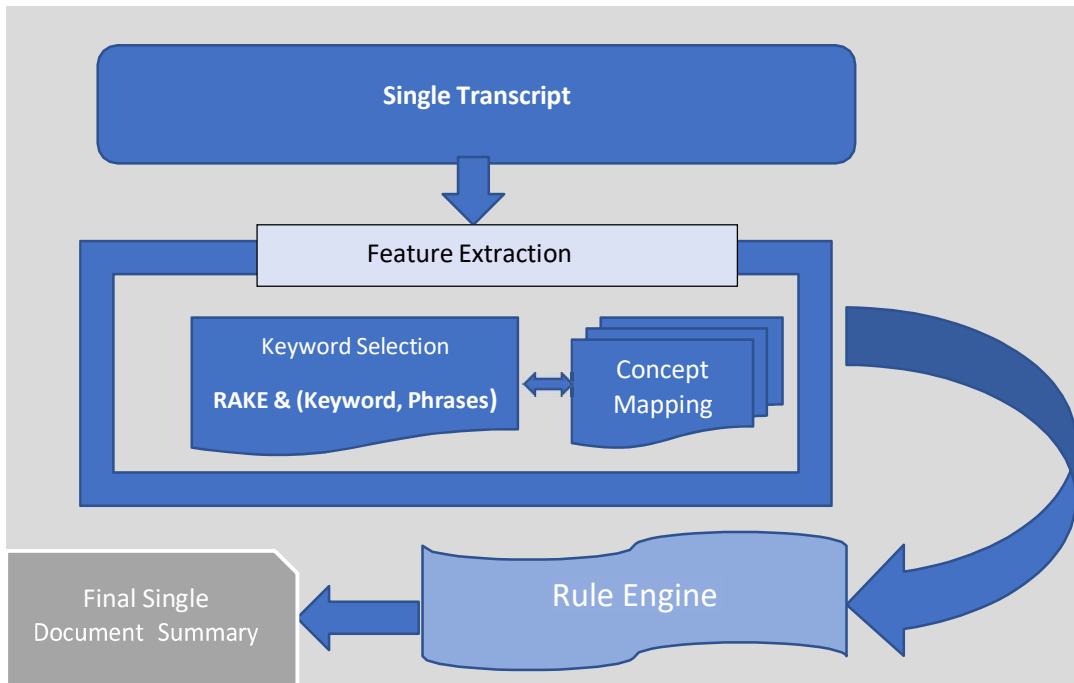 Single Transcript
Feature Extraction
Keyword Selection
RAKE & (Keyword, Phrases)
Concept
Mapping
Rule Engine
Final Single
Document Summary